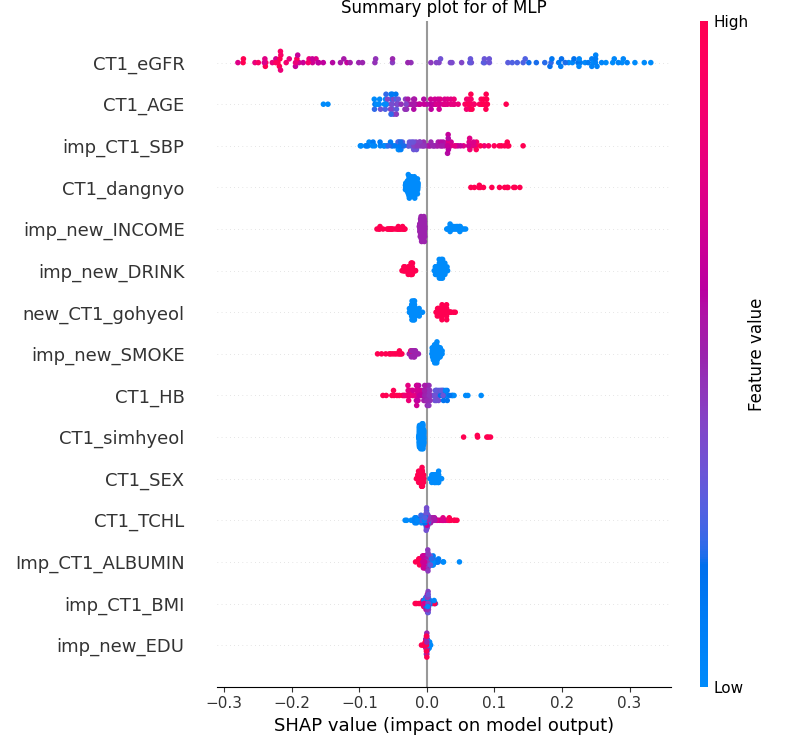 Summary plot for of MLP
High
CT1_eGFR
CT1_AGE
imp_CT1_SBP
CT1_dangnyo
imp_new_INCOME
imp_new_DRINK
new_CT1_gohyeol
imp_new_SMOKE
CT1_HB
CT1_simhyeol
CT1_SEX
CT1_TCHL
Imp_CT1_ALBUMIN
imp_CT1_BMI
imp_new_EDU
Feature value
Low
−0.3 −0.2 −0.1 0.0 0.1 0.2 0.3
SHAP value (impact on model output)